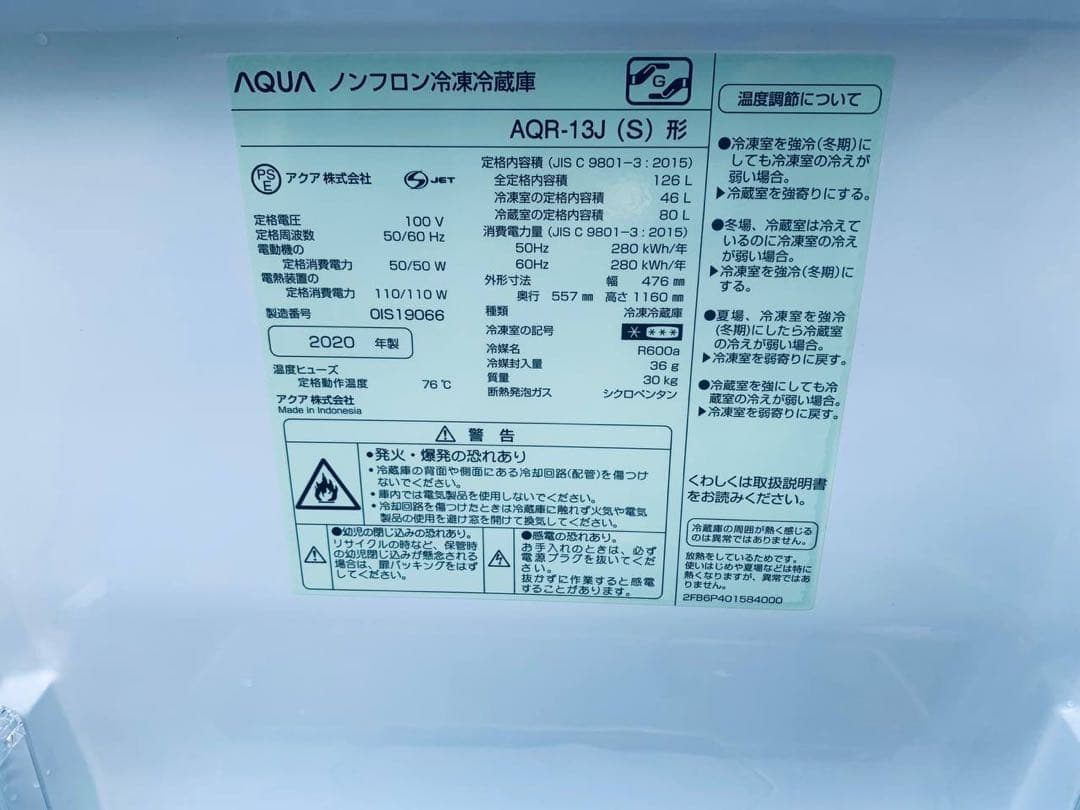 AQUA ノンフロン冷凍冷蔵庫
G
AQR-13J (S) 形
PS
E
アクア株式会社
S JET
定格電圧 100 V
定格周波数 50/60 Hz
電動機の
定格消費電力 50/50 W
電熱装置の
定格消費電力 110/110 W
製造番号 OIS19066
2020 年製
温度ヒューズ
定格動作温度 76 ℃
アクア株式会社
Made in Indonesia
定格内容積 (JIS C 9801-3 : 2015)
全定格内容積 126 L
冷凍室の定格内容積 46 L
冷蔵室の定格内容積 80 L
消費電力量 (JIS C 9801-3 : 2015)
50Hz 280 kWh/年
60Hz 280 kWh/年
外形寸法 幅 476 ㎜
奥行 557 ㎜ 高さ 1160 ㎜
種類 冷凍冷蔵庫
冷凍室の記号
冷媒名 R600a
冷媒封入量 36 g
質量 30 kg
断熱発泡ガス シクロペンタン
警 告
●発火・爆発の恐れあり
・冷蔵庫の背面や側面にある冷却回路(配管)を傷つけ
ないでください。
・庫内では電気製品を使用しないでください。
・冷却回路を傷つけたときは冷蔵庫に触れず火気や電気
製品の使用を避け窓を開けて換気してください。
●幼児の閉じ込みの恐れあり。
リサイクルの時など、保管時
の幼児閉じ込みが懸念される
場合は、扉パッキングをはず
してください。
●感電の恐れあり。
お手入れのときは、必ず
電源プラグを抜いてくだ
さい。
抜かずに作業すると感電
することがあります。
温度調節について
●冷凍室を強冷(冬期)に
しても冷凍室の冷えが
弱い場合。
▶冷蔵室を強寄りにする。
●冬場、冷蔵室は冷えて
いるのに冷凍室の冷え
が弱い場合。
▶冷凍室を強冷(冬期)に
する。
●夏場、冷凍室を強冷
(冬期)にしたら冷蔵室
の冷えが弱い場合。
▶冷凍室を弱寄りに戻す。
●冷蔵室を強にしても冷
蔵室の冷えが弱い場合。
▶冷凍室を弱寄りに戻す。
くわしくは取扱説明書
をお読みください。
冷蔵庫の周囲が熱く感じる
のは異常ではありません。
放熱をしているためです。
使いはじめや夏場などは特に
熱くなりますが、異常ではあ
りません。
2FB6P401584000